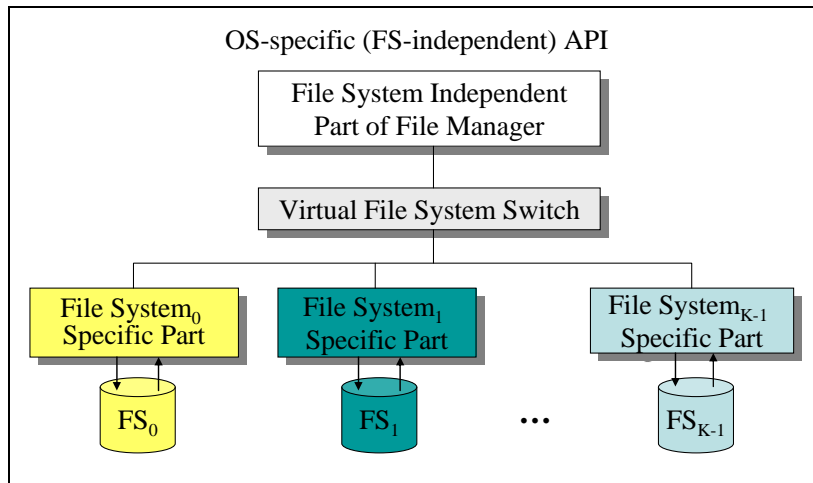 OS-specific (FS-independent) API
File System Independent
Part of File Manager
Virtual File System Switch
File System₀
Specific Part
File System₁
Specific Part
File Systemₖ₋₁
Specific Part
FS₀
FS₁
...
FSₖ₋₁